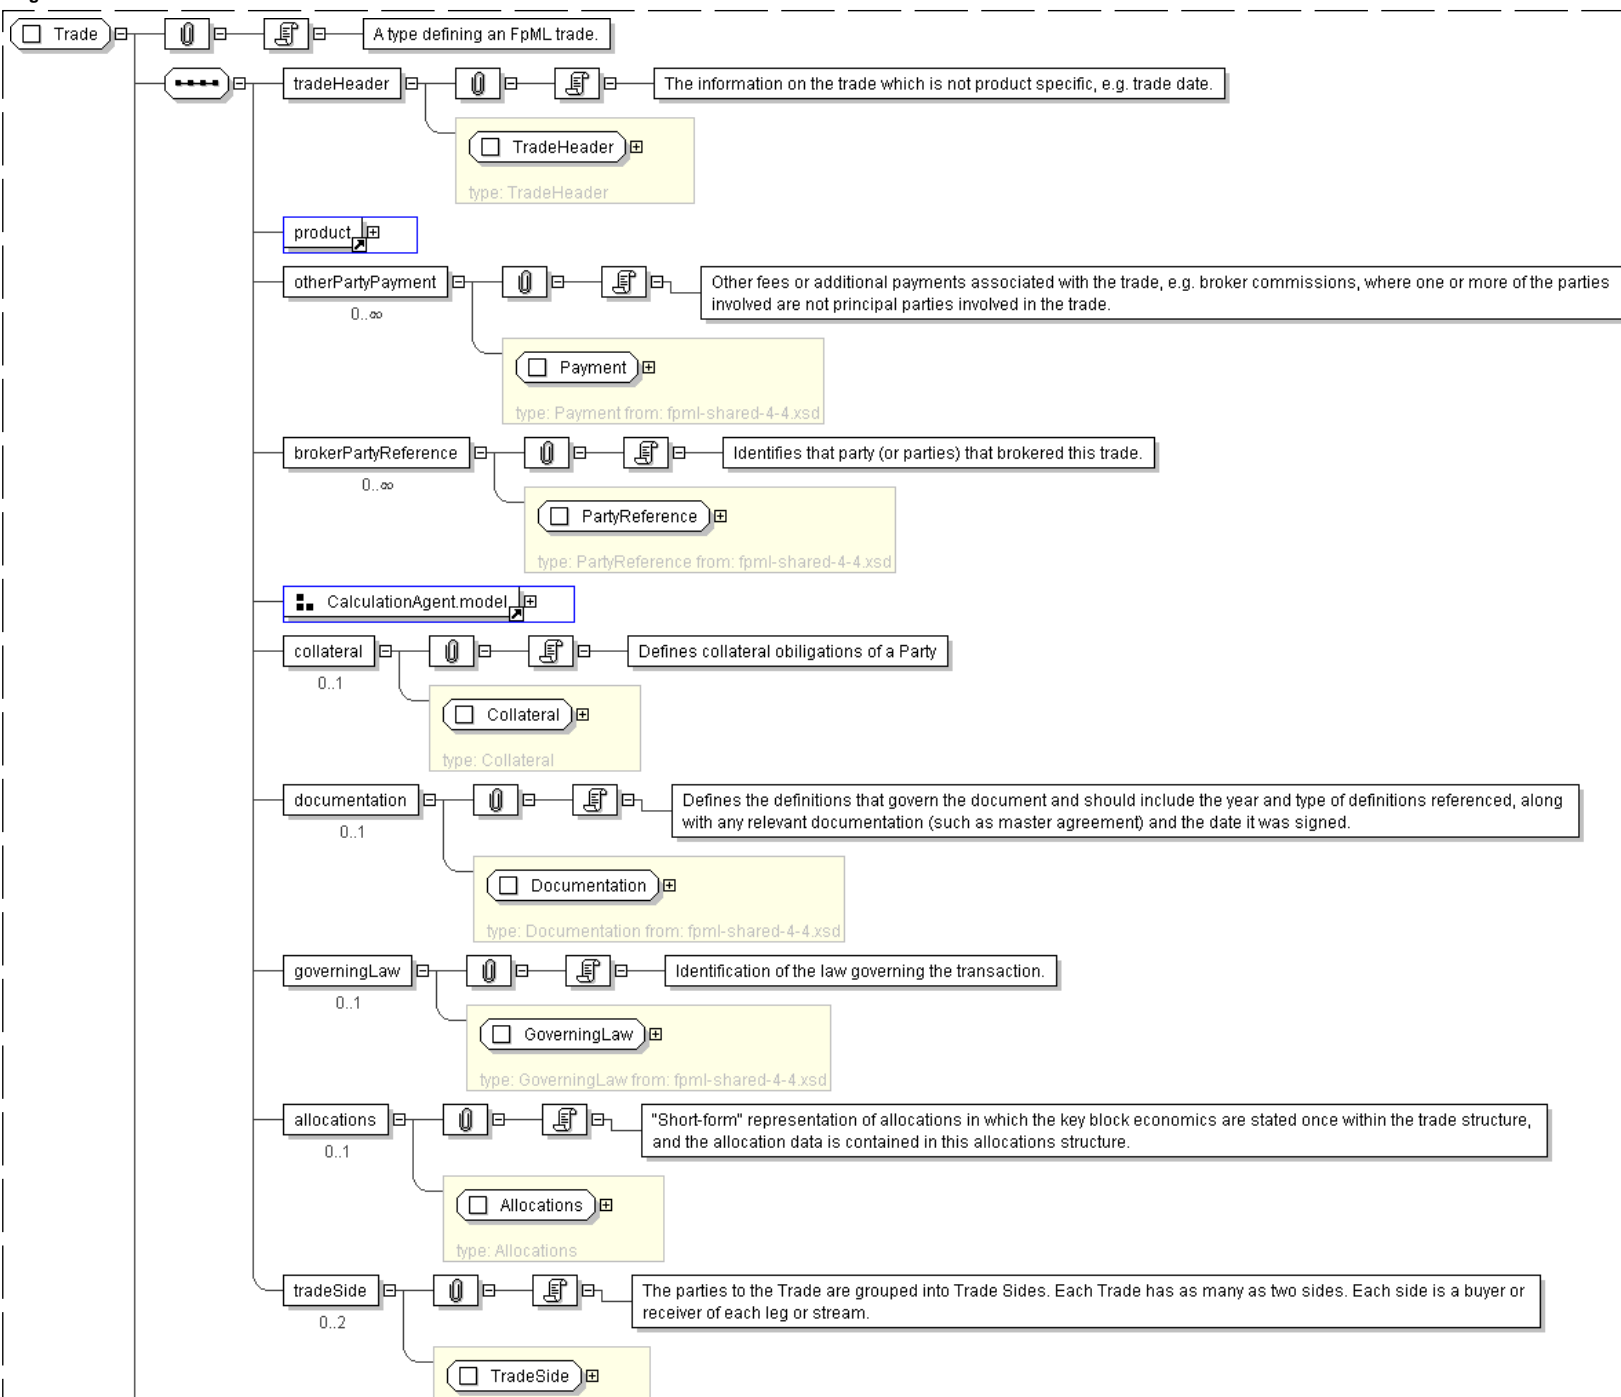 Trade
A type defining an FpML trade.
tradeHeader
The information on the trade which is not product specific, e.g. trade date.
TradeHeader
type: TradeHeader
product
otherPartyPayment
Other fees or additional payments associated with the trade, e.g. broker commissions, where one or more of the parties
involved are not principal parties involved in the trade.
0..∞
Payment
type: Payment from: fpml-shared-4-4.xsd
brokerPartyReference
Identifies that party (or parties) that brokered this trade.
0..∞
PartyReference
type: PartyReference from: fpml-shared-4-4.xsd
CalculationAgent.model
collateral
Defines collateral obiligations of a Party
0..1
Collateral
type: Collateral
documentation
Defines the definitions that govern the document and should include the year and type of definitions referenced, along
with any relevant documentation (such as master agreement) and the date it was signed.
0..1
Documentation
type: Documentation from: fpml-shared-4-4.xsd
governingLaw
Identification of the law governing the transaction.
0..1
GoverningLaw
type: GoverningLaw from: fpml-shared-4-4.xsd
allocations
"Short-form" representation of allocations in which the key block economics are stated once within the trade structure,
and the allocation data is contained in this allocations structure.
0..1
Allocations
type: Allocations
tradeSide
The parties to the Trade are grouped into Trade Sides. Each Trade has as many as two sides. Each side is a buyer or
receiver of each leg or stream.
0..2
TradeSide